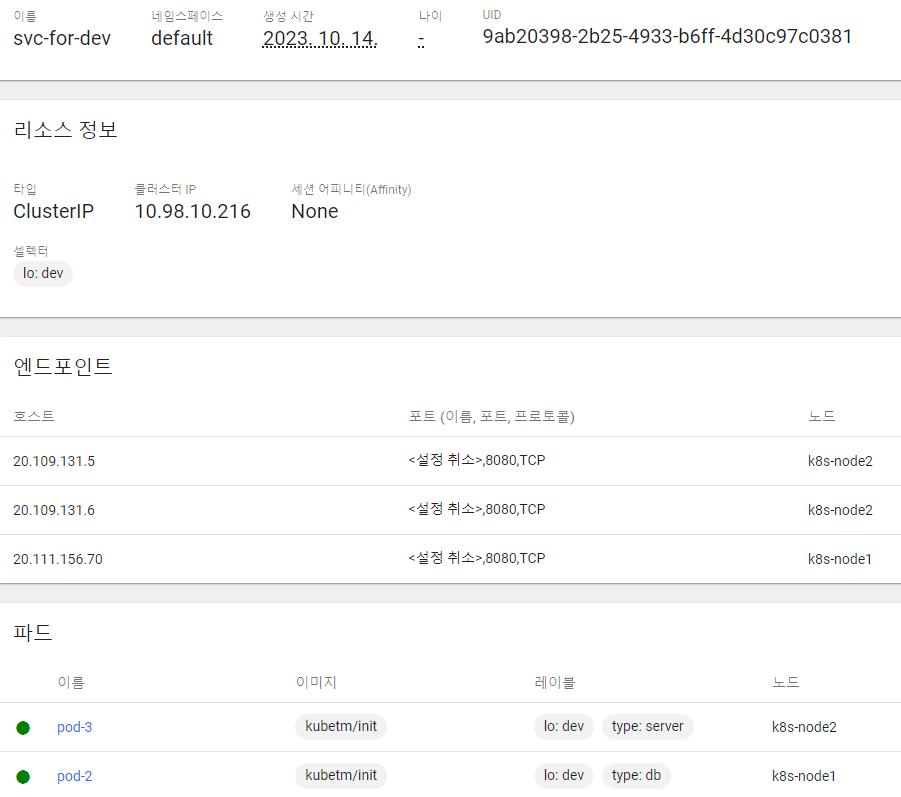 이름 네임스페이스 생성 시간 나이 UID
svc-for-dev default 2023. 10. 14. - 9ab20398-2b25-4933-b6ff-4d30c97c0381
리소스 정보
타입 클러스터 IP 세션 어피니티(Affinity)
ClusterIP 10.98.10.216 None
셀렉터
lo: dev
엔드포인트
호스트 포트 (이름, 포트, 프로토콜) 노드
20.109.131.5 <설정 취소>,8080,TCP k8s-node2
20.109.131.6 <설정 취소>,8080,TCP k8s-node2
20.111.156.70 <설정 취소>,8080,TCP k8s-node1
파드
이름 이미지 레이블 노드
pod-3 kubetm/init lo: dev type: server k8s-node2
pod-2 kubetm/init lo: dev type: db k8s-node1